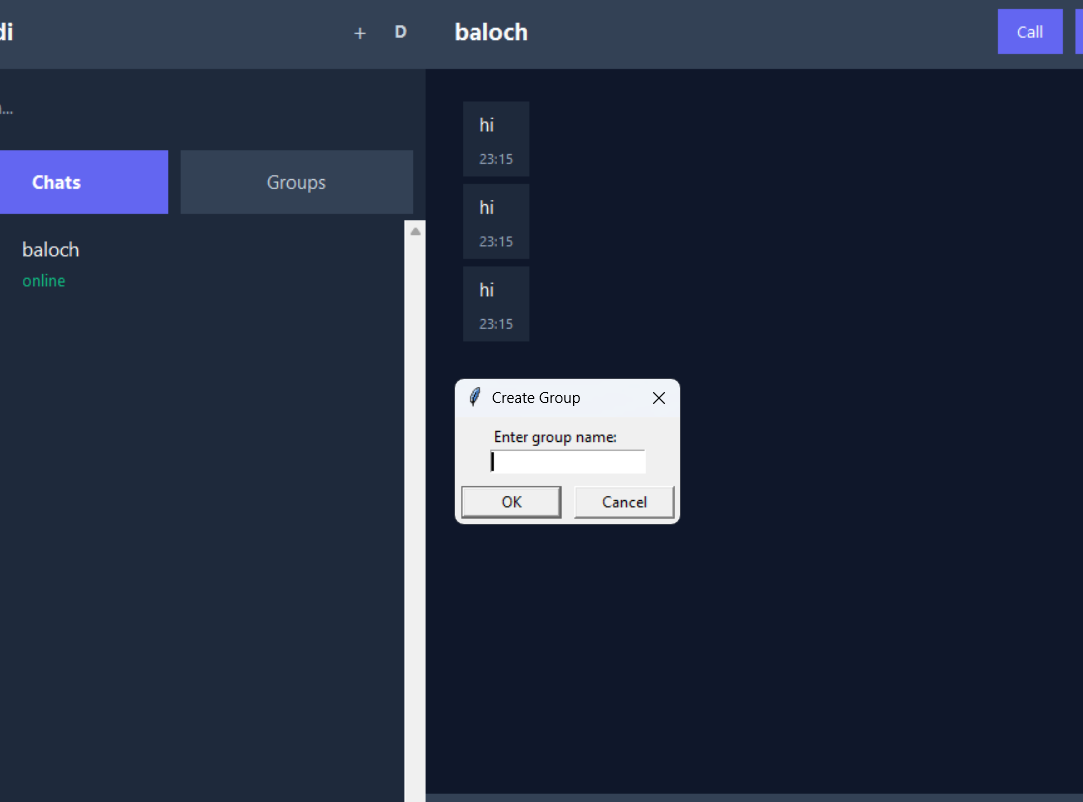 di
+
D
baloch
Call
...
Chats
Groups
baloch
online
hi
23:15
hi
23:15
hi
23:15
Create Group
Enter group name:
OK
Cancel